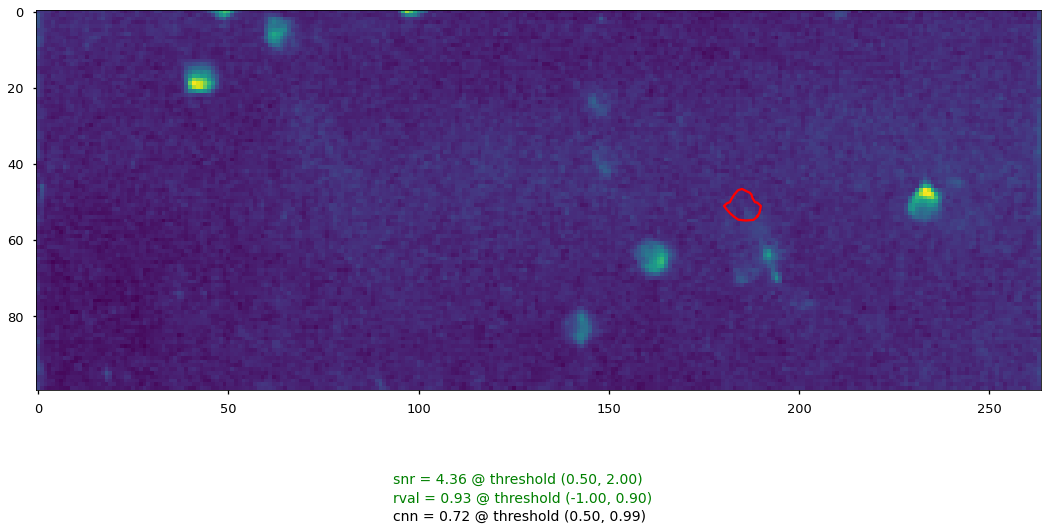 0
20
40
60
80
0 50 100 150 200 250
snr = 4.36 @ threshold (0.50, 2.00)
rval = 0.93 @ threshold (-1.00, 0.90)
cnn = 0.72 @ threshold (0.50, 0.99)